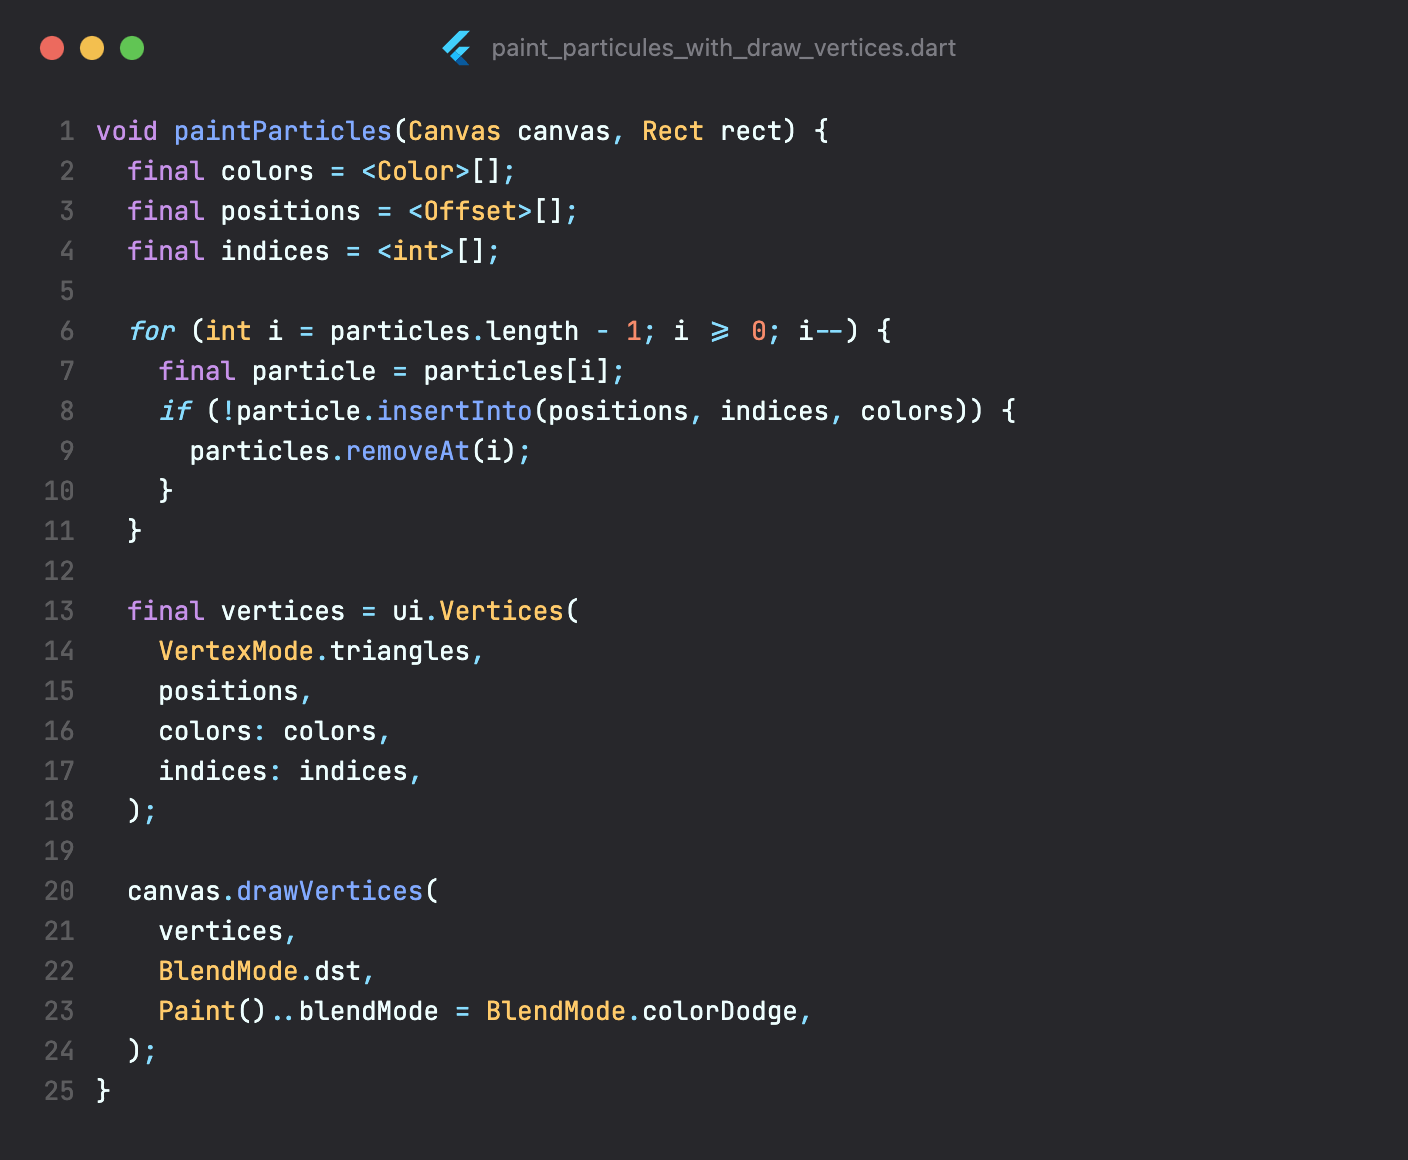 paint_particules_with_draw_vertices.dart
1 void paintParticles(Canvas canvas, Rect rect) {
2   final colors = <Color>[];
3   final positions = <Offset>[];
4   final indices = <int>[];
5
6   for (int i = particles.length - 1; i >= 0; i--) {
7     final particle = particles[i];
8     if (!particle.insertInto(positions, indices, colors)) {
9       particles.removeAt(i);
10     }
11   }
12
13   final vertices = ui.Vertices(
14     VertexMode.triangles,
15     positions,
16     colors: colors,
17     indices: indices,
18   );
19
20   canvas.drawVertices(
21     vertices,
22     BlendMode.dst,
23     Paint()..blendMode = BlendMode.colorDodge,
24   );
25 }